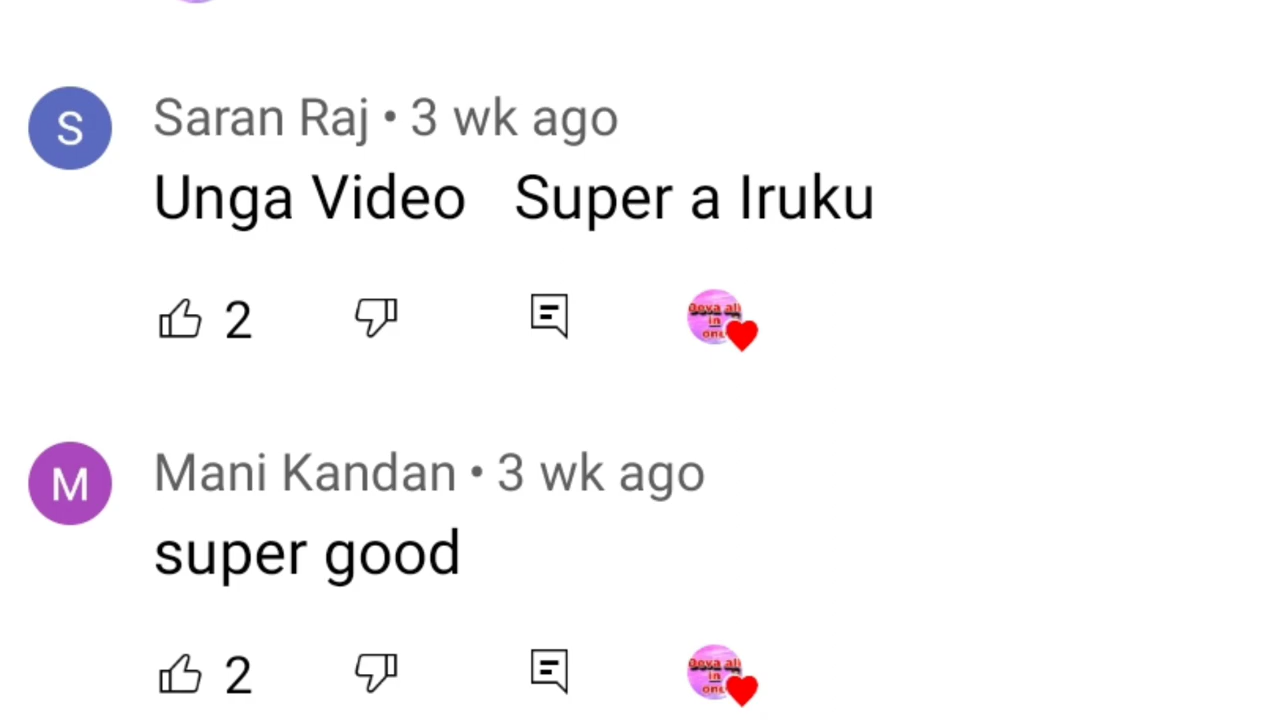 S
Saran Raj • 3 wk ago
Unga Video Super a Iruku
2
M
Mani Kandan • 3 wk ago
super good
2